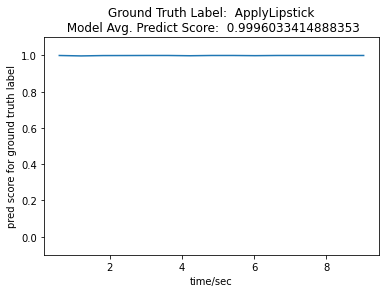 Ground Truth Label:  ApplyLipstick
Model Avg. Predict Score:  0.9996033414888353
pred score for ground truth label
1.0
0.8
0.6
0.4
0.2
0.0
2 4 6 8
time/sec